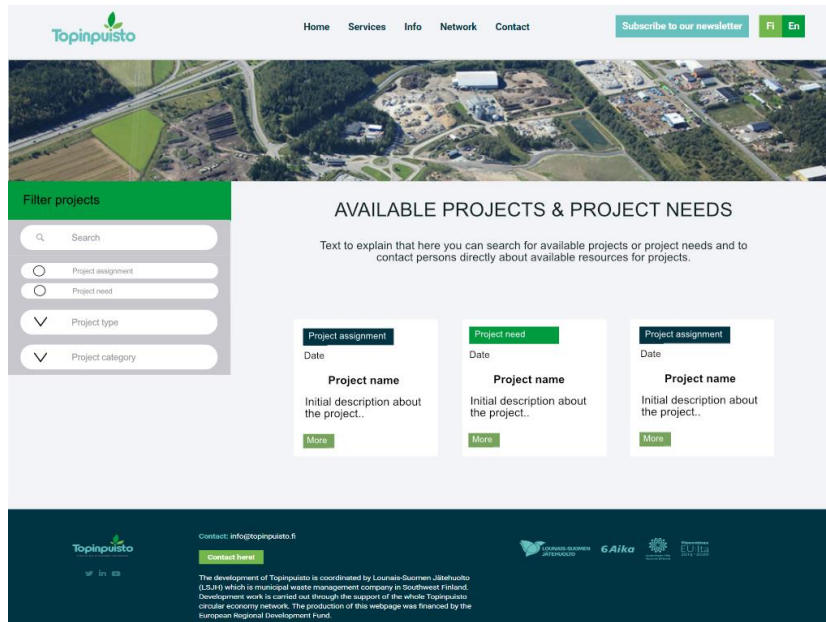 Topinpuisto
Home Services Info Network Contact
Subscribe to our newsletter
Fi En
Filter projects
Search
Project assignment
Project need
Project type
Project category
AVAILABLE PROJECTS & PROJECT NEEDS
Text to explain that here you can search for available projects or project needs and to
contact persons directly about available resources for projects.
Project assignment
Date
Project name
Initial description about
the project..
More
Project need
Date
Project name
Initial description about
the project..
More
Project assignment
Date
Project name
Initial description about
the project..
More
Topinpuisto
Contact: info@topinpuisto.fi
Contact here!
The development of Topinpuisto is coordinated by Lounais-Suomen Jätehuolto
(LSJH) which is municipal waste management company in Southwest Finland.
Development work is carried out through the support of the whole Topinpuisto
circular economy network. The production of this webpage was financed by the
European Regional Development Fund.
LOUNAIS-SUOMEN
JÄTEHUOLTO
6Aika
EU:lta
2014–2020